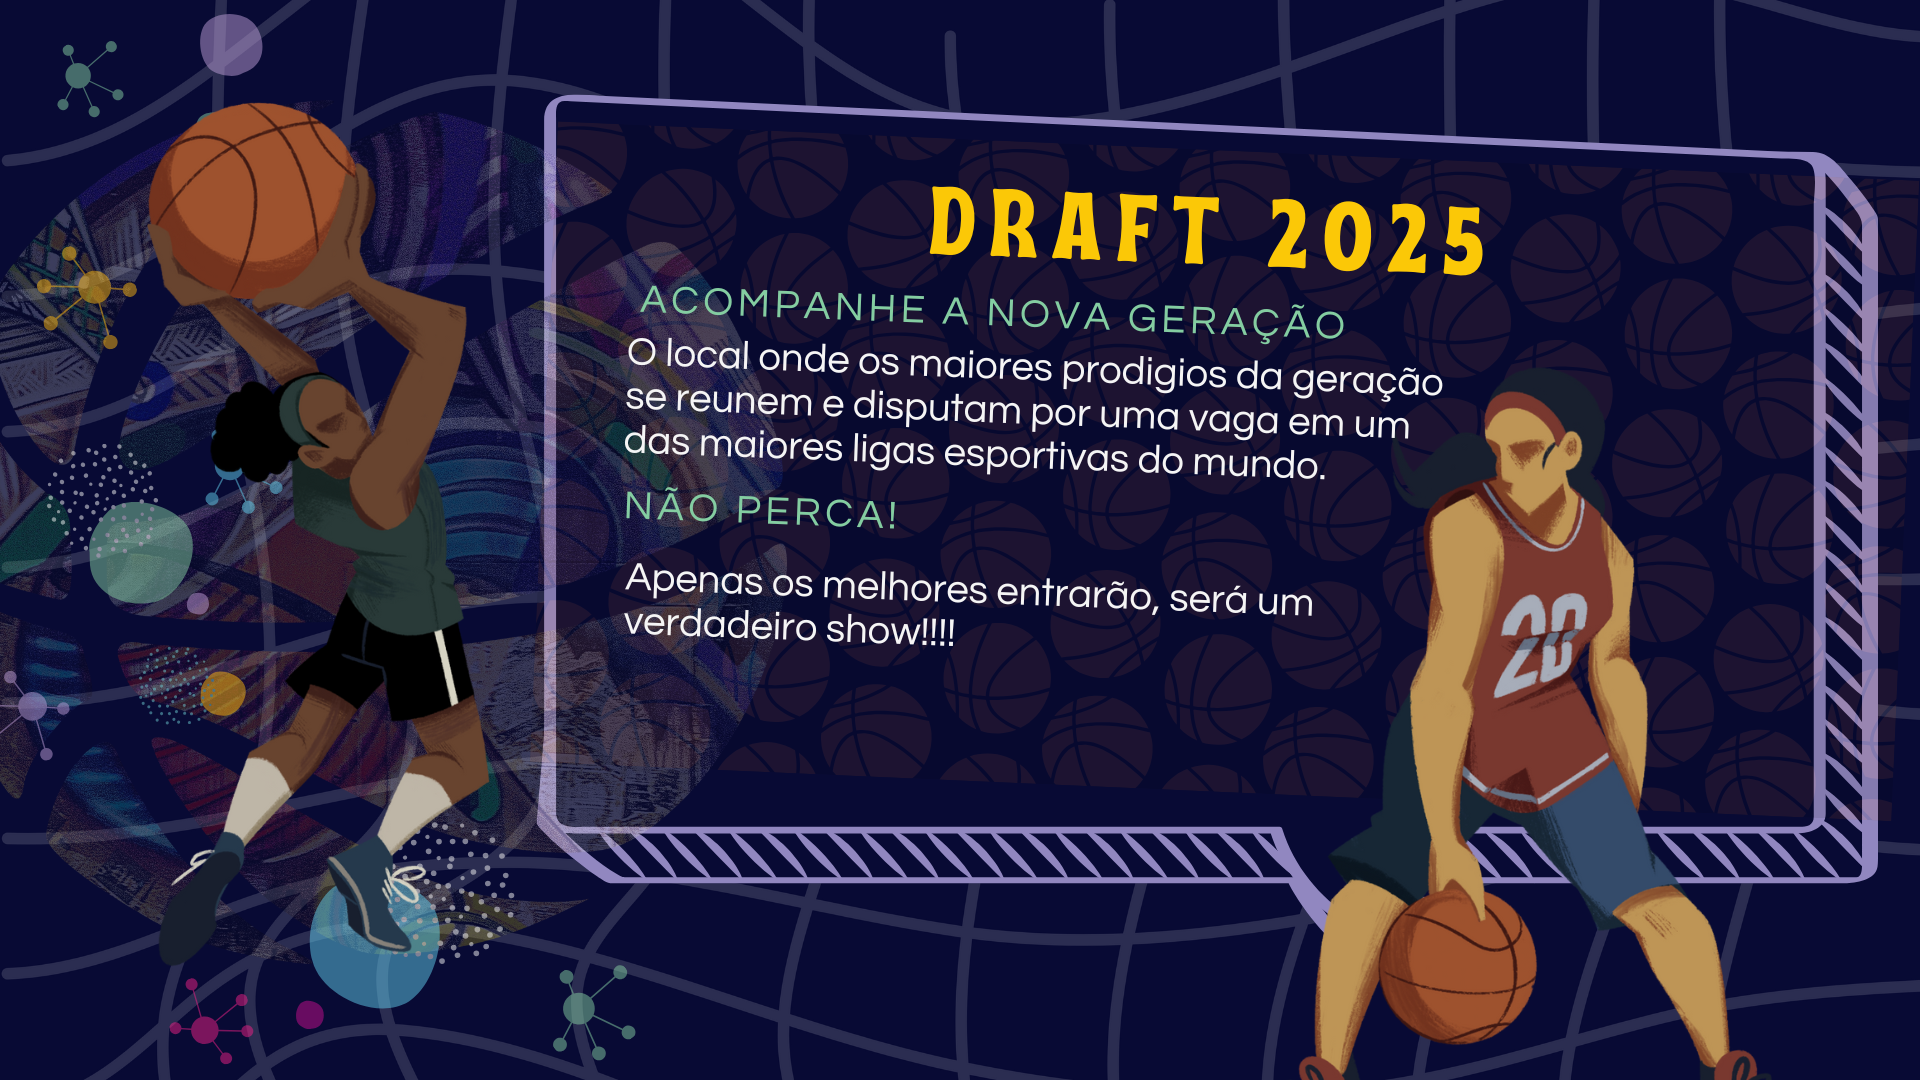 DRAFT 2025
ACOMPANHE A NOVA GERAÇÃO
O local onde os maiores prodigios da geração
se reunem e disputam por uma vaga em um
das maiores ligas esportivas do mundo.
NÃO PERCA!
Apenas os melhores entrarão, será um
verdadeiro show!!!!
20